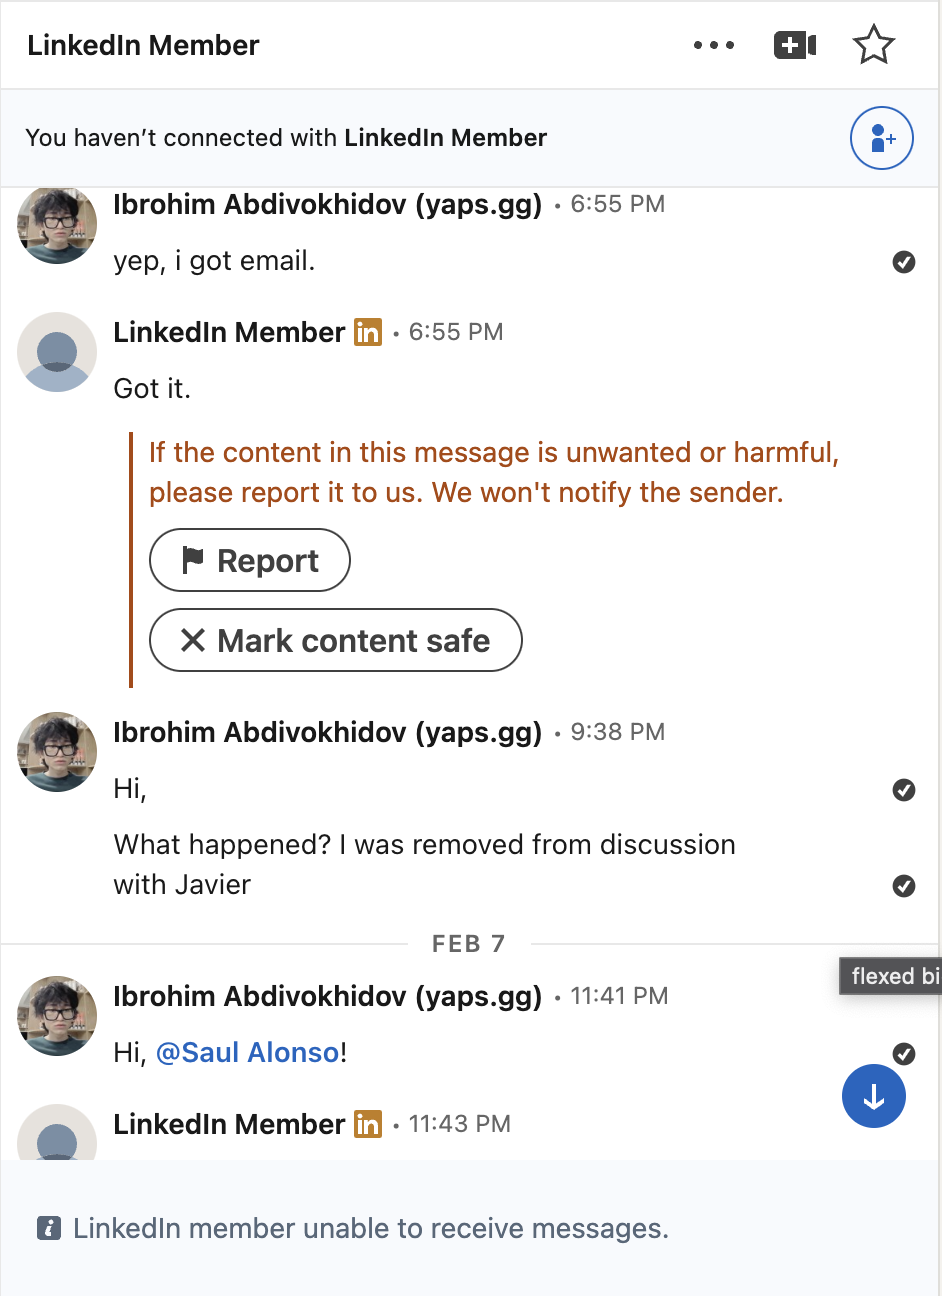 LinkedIn Member
You haven’t connected with LinkedIn Member
Ibrohim Abdivokhidov (yaps.gg) • 6:55 PM
yep, i got email.
LinkedIn Member in • 6:55 PM
Got it.
If the content in this message is unwanted or harmful,
please report it to us. We won't notify the sender.
Report
Mark content safe
Ibrohim Abdivokhidov (yaps.gg) • 9:38 PM
Hi,
What happened? I was removed from discussion
with Javier
FEB 7
flexed bi
Ibrohim Abdivokhidov (yaps.gg) • 11:41 PM
Hi, @Saul Alonso!
LinkedIn Member in • 11:43 PM
LinkedIn member unable to receive messages.